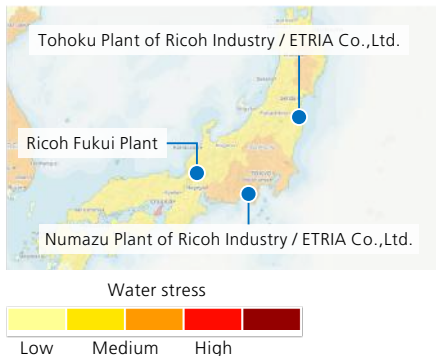 Tohoku Plant of Ricoh Industry / ETRIA Co.,Ltd.
Ricoh Fukui Plant
TOKYO
Numazu Plant of Ricoh Industry / ETRIA Co.,Ltd.
Water stress
Low Medium High